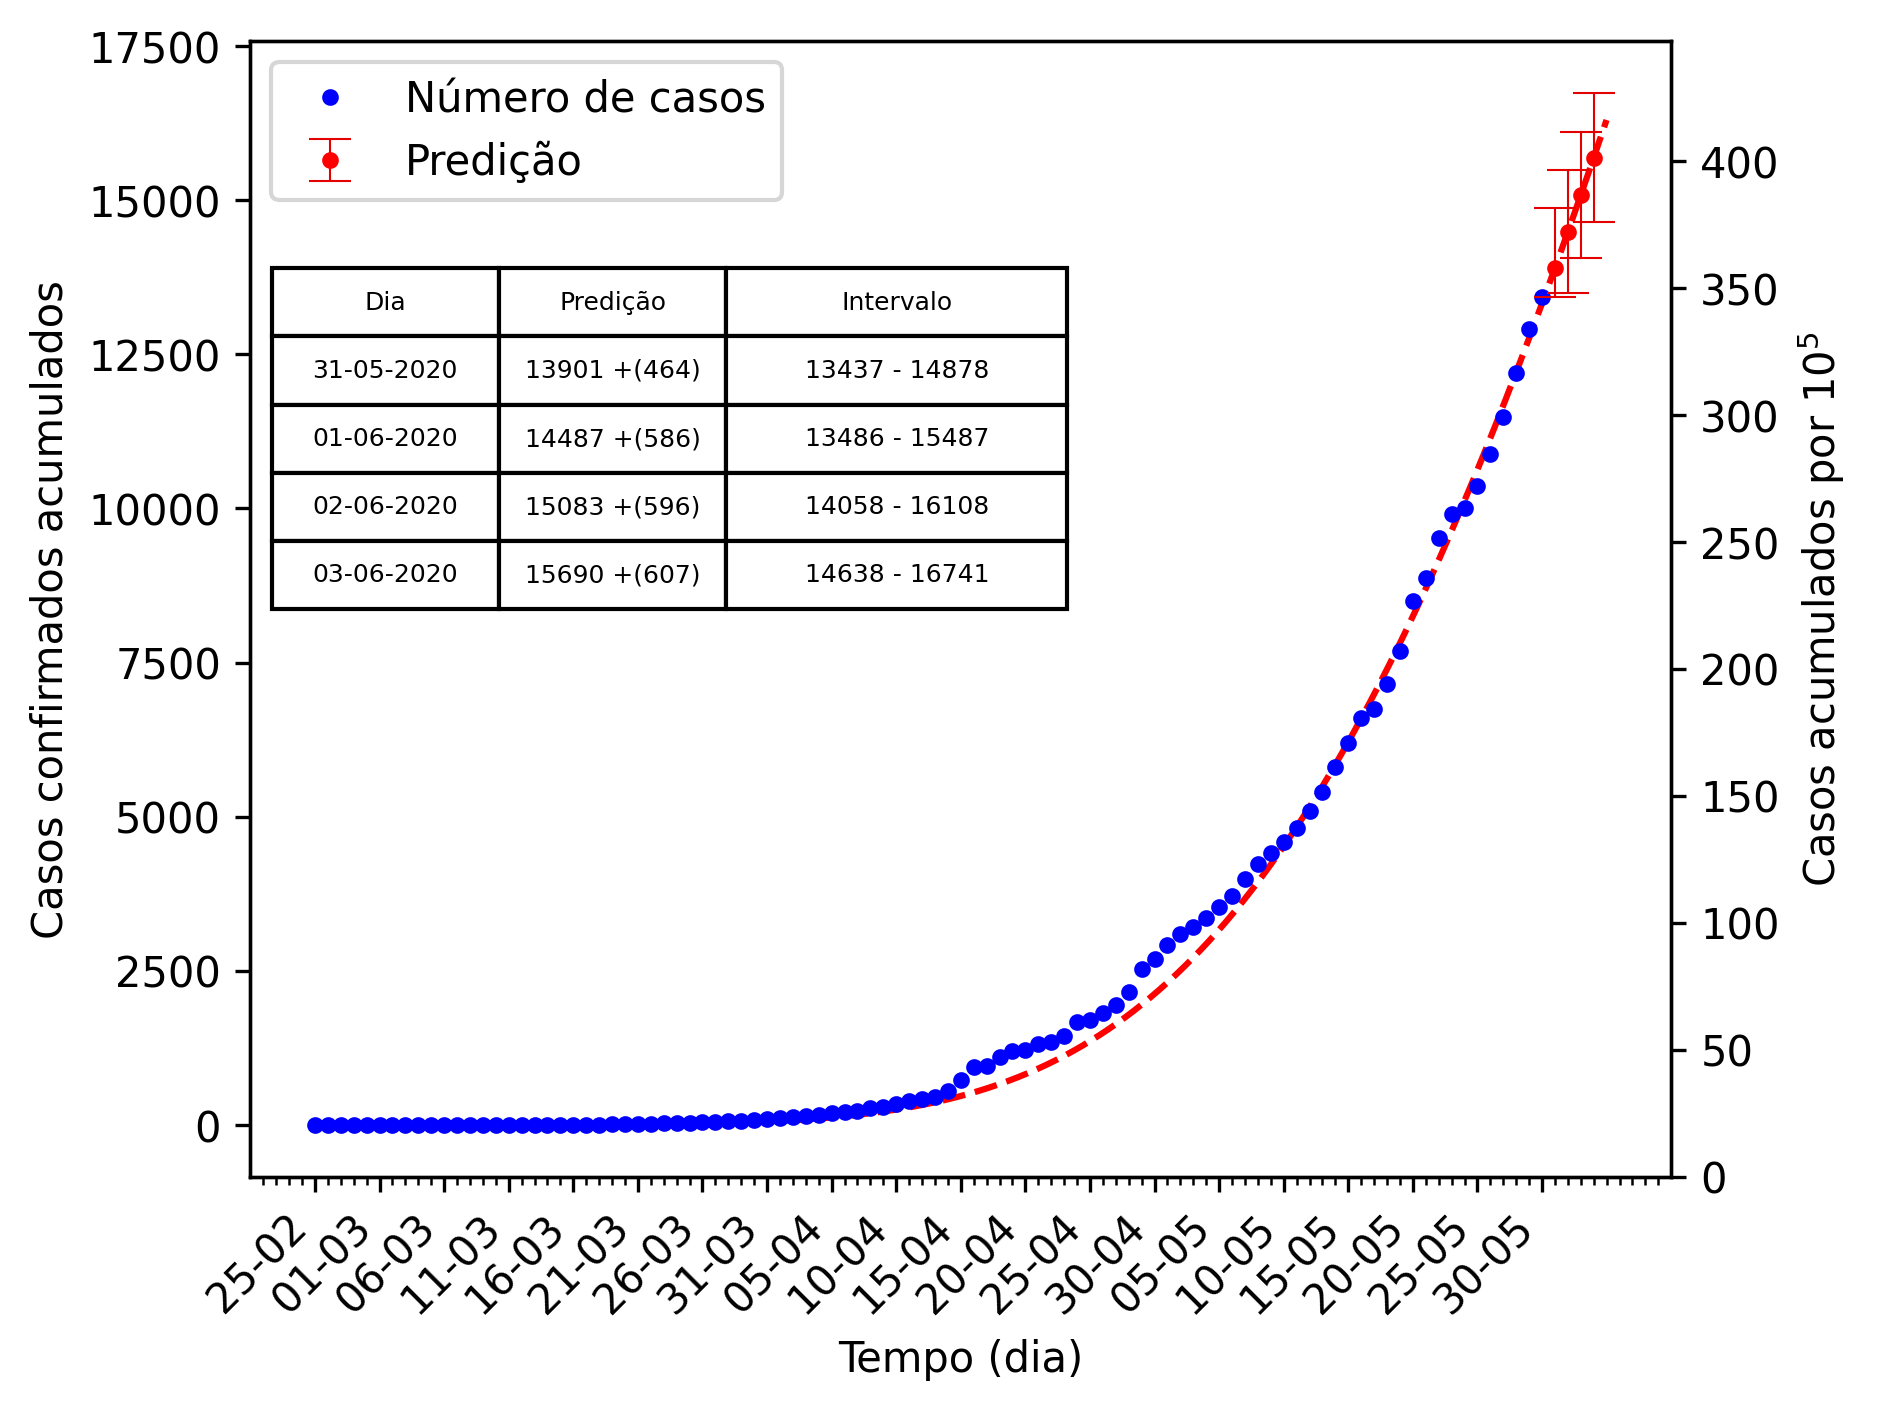 17500
15000
12500
10000
7500
5000
2500
0
Casos confirmados acumulados
Número de casos
Predição
Dia Predição Intervalo
31-05-2020 13901 +(464) 13437 - 14878
01-06-2020 14487 +(586) 13486 - 15487
02-06-2020 15083 +(596) 14058 - 16108
03-06-2020 15690 +(607) 14638 - 16741
400
350
300
250
200
150
100
50
0
Casos acumulados por 10⁵
25-02 01-03 06-03 11-03 16-03 21-03 26-03 31-03 05-04 10-04 15-04 20-04 25-04 30-04 05-05 10-05 15-05 20-05 25-05 30-05
Tempo (dia)